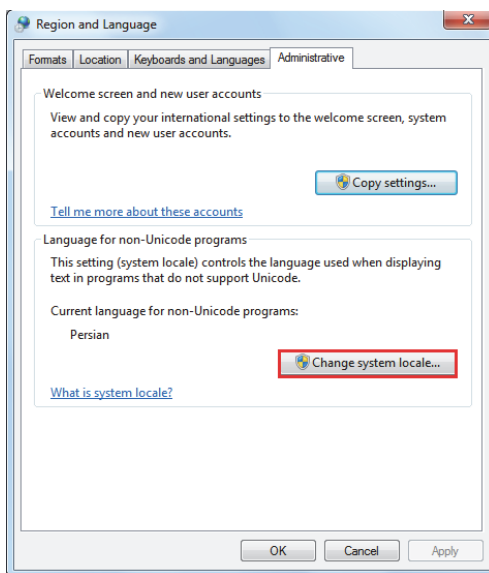 Region and Language
Formats Location Keyboards and Languages Administrative
Welcome screen and new user accounts
View and copy your international settings to the welcome screen, system
accounts and new user accounts.
Copy settings...
Tell me more about these accounts
Language for non-Unicode programs
This setting (system locale) controls the language used when displaying
text in programs that do not support Unicode.
Current language for non-Unicode programs:
Persian
Change system locale...
What is system locale?
OK Cancel Apply